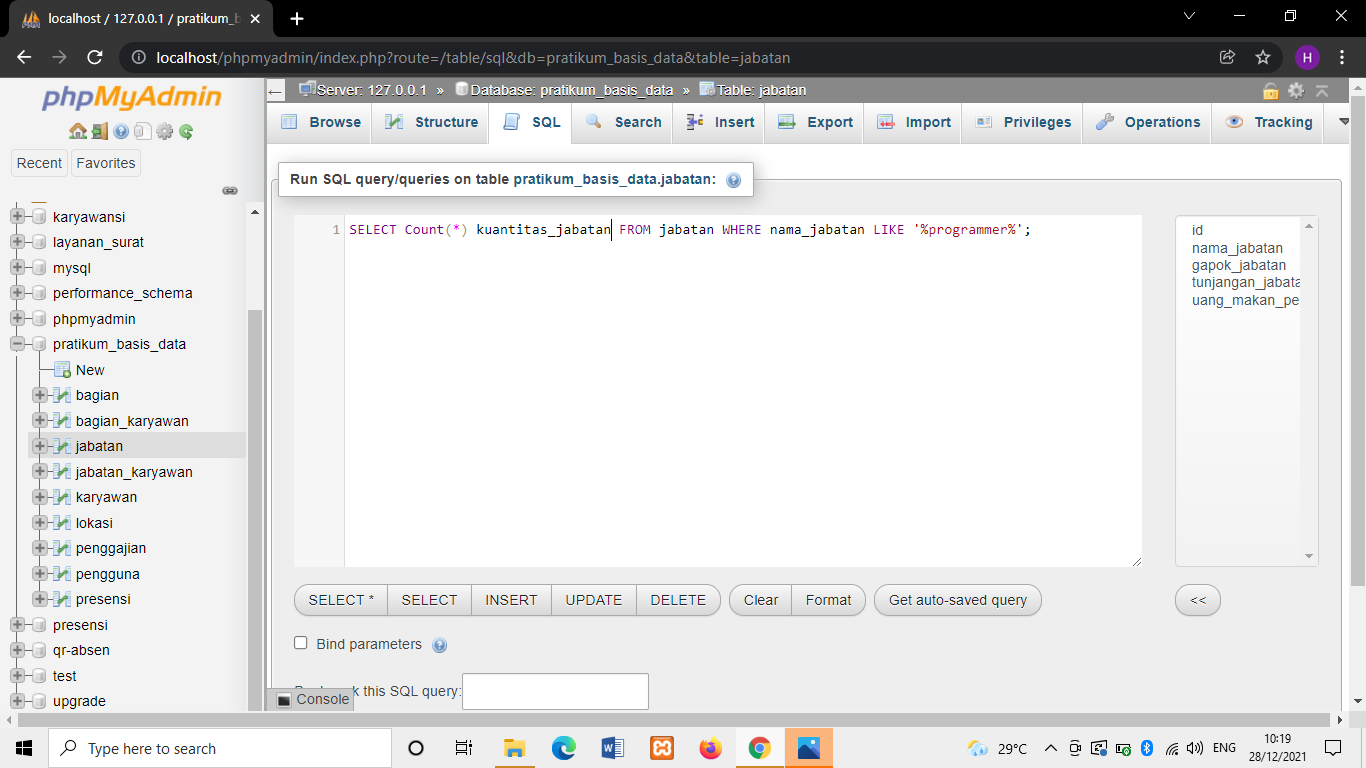 localhost / 127.0.0.1 / pratikum_b
localhost/phpmyadmin/index.php?route=/table/sql&db=pratikum_basis_data&table=jabatan
H
phpMyAdmin
Recent
Favorites
karyawansi
layanan_surat
mysql
performance_schema
phpmyadmin
pratikum_basis_data
New
bagian
bagian_karyawan
jabatan
jabatan_karyawan
karyawan
lokasi
penggajian
pengguna
presensi
presensi
qr-absen
test
upgrade
Server: 127.0.0.1 » Database: pratikum_basis_data » Table: jabatan
Browse Structure SQL Search Insert Export Import Privileges Operations Tracking
Run SQL query/queries on table pratikum_basis_data.jabatan:
1 SELECT Count(*) kuantitas_jabatan FROM jabatan WHERE nama_jabatan LIKE '%programmer%';
id
nama_jabatan
gapok_jabatan
tunjangan_jabata
uang_makan_pe
SELECT * SELECT INSERT UPDATE DELETE Clear Format Get auto-saved query <<
Bind parameters
k this SQL query:
Console
Type here to search
29°C
ENG
10:19
28/12/2021